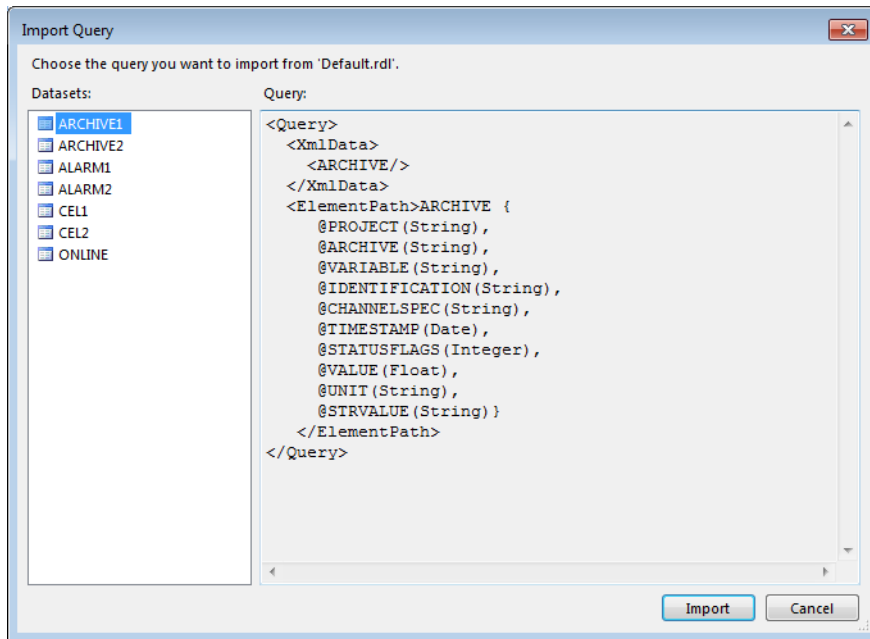 Import Query
Choose the query you want to import from 'Default.rdl'.
Datasets:
Query:
ARCHIVE1
ARCHIVE2
ALARM1
ALARM2
CEL1
CEL2
ONLINE
<Query>
  <XmlData>
    <ARCHIVE/>
  </XmlData>
  <ElementPath>ARCHIVE {
     @PROJECT(String),
     @ARCHIVE(String),
     @VARIABLE(String),
     @IDENTIFICATION(String),
     @CHANNELSPEC(String),
     @TIMESTAMP(Date),
     @STATUSFLAGS(Integer),
     @VALUE(Float),
     @UNIT(String),
     @STRVALUE(String)}
   </ElementPath>
</Query>
Import
Cancel